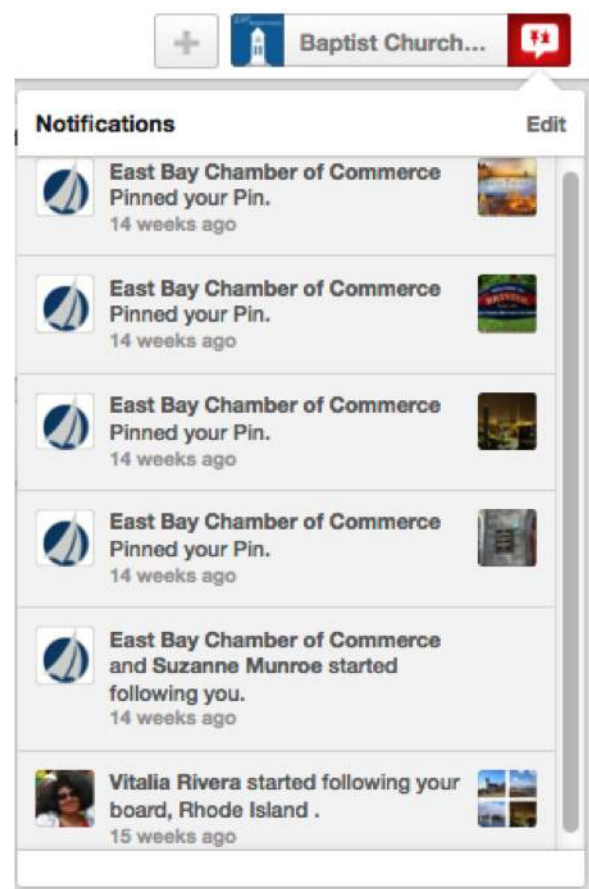 Baptist Church...
Notifications
Edit
East Bay Chamber of Commerce
Pinned your Pin.
14 weeks ago
East Bay Chamber of Commerce
Pinned your Pin.
14 weeks ago
BRISTOL
East Bay Chamber of Commerce
Pinned your Pin.
14 weeks ago
East Bay Chamber of Commerce
Pinned your Pin.
14 weeks ago
East Bay Chamber of Commerce
and Suzanne Munroe started
following you.
14 weeks ago
Vitalia Rivera started following your
board, Rhode Island .
15 weeks ago